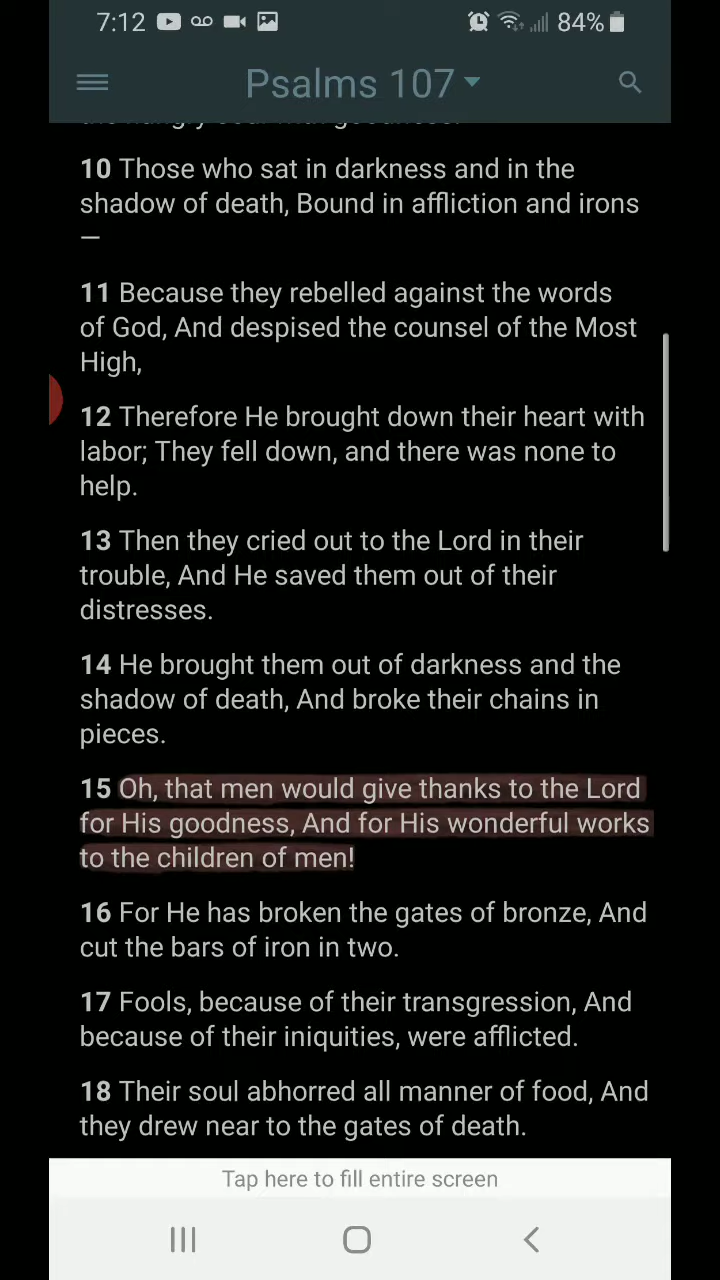 7:12
84%
Psalms 107
10 Those who sat in darkness and in the
shadow of death, Bound in affliction and irons
—
11 Because they rebelled against the words
of God, And despised the counsel of the Most
High,
12 Therefore He brought down their heart with
labor; They fell down, and there was none to
help.
13 Then they cried out to the Lord in their
trouble, And He saved them out of their
distresses.
14 He brought them out of darkness and the
shadow of death, And broke their chains in
pieces.
15 Oh, that men would give thanks to the Lord
for His goodness, And for His wonderful works
to the children of men!
16 For He has broken the gates of bronze, And
cut the bars of iron in two.
17 Fools, because of their transgression, And
because of their iniquities, were afflicted.
18 Their soul abhorred all manner of food, And
they drew near to the gates of death.
Tap here to fill entire screen